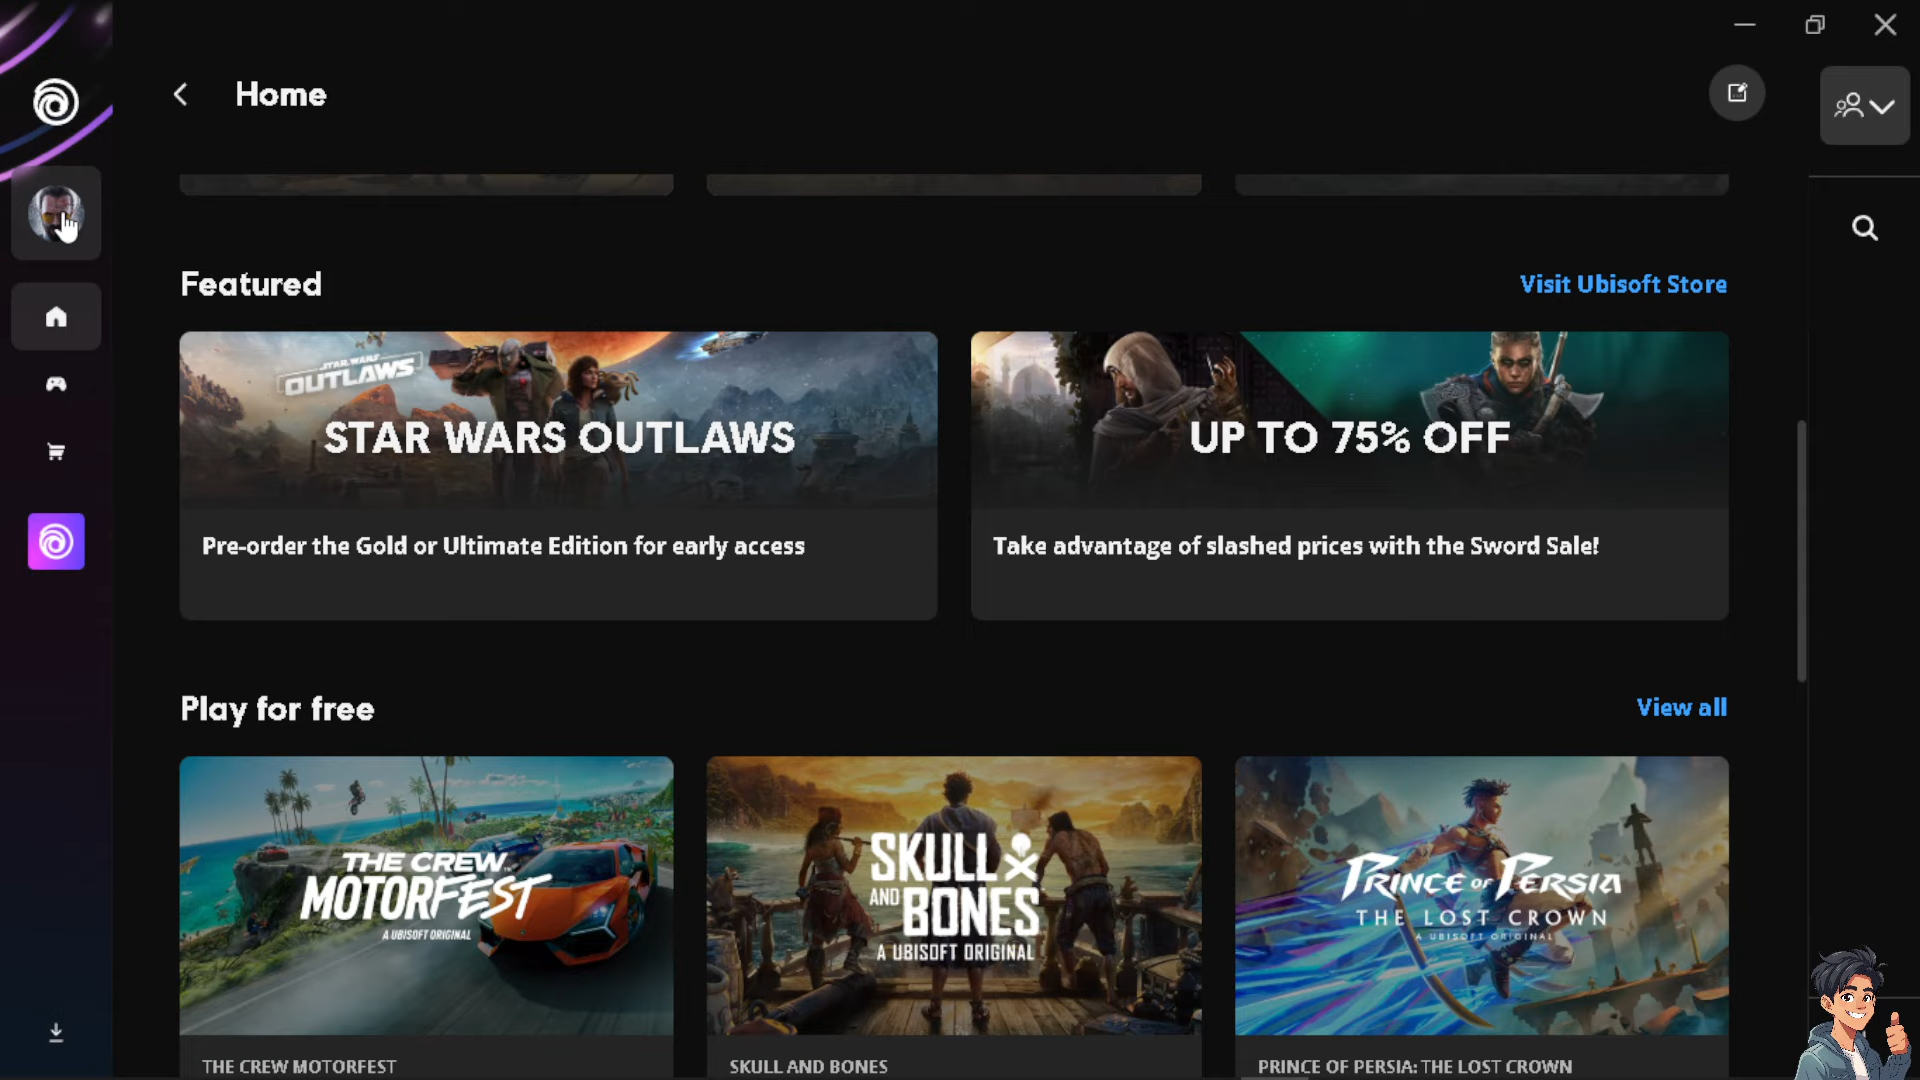 Home
Featured
Visit Ubisoft Store
STAR WARS
OUTLAWS
STAR WARS OUTLAWS
Pre-order the Gold or Ultimate Edition for early access
UP TO 75% OFF
Take advantage of slashed prices with the Sword Sale!
Play for free
View all
THE CREW
MOTORFEST
A UBISOFT ORIGINAL
SKULL
AND
BONES
A UBISOFT ORIGINAL
PRINCE OF PERSIA
THE LOST CROWN
A UBISOFT ORIGINAL
THE CREW MOTORFEST
SKULL AND BONES
PRINCE OF PERSIA: THE LOST CROWN